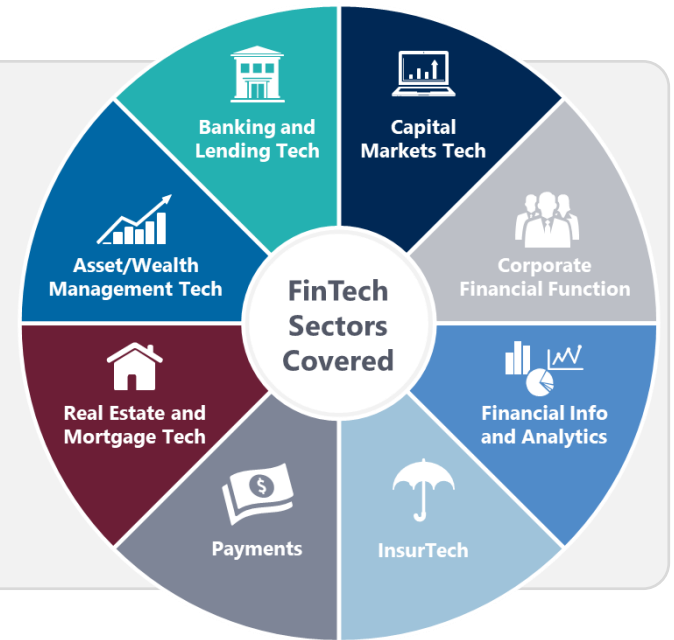 Banking and
Lending Tech
Capital
Markets Tech
Corporate
Financial Function
Financial Info
and Analytics
InsurTech
Payments
Real Estate and
Mortgage Tech
Asset/Wealth
Management Tech
FinTech
Sectors
Covered
$